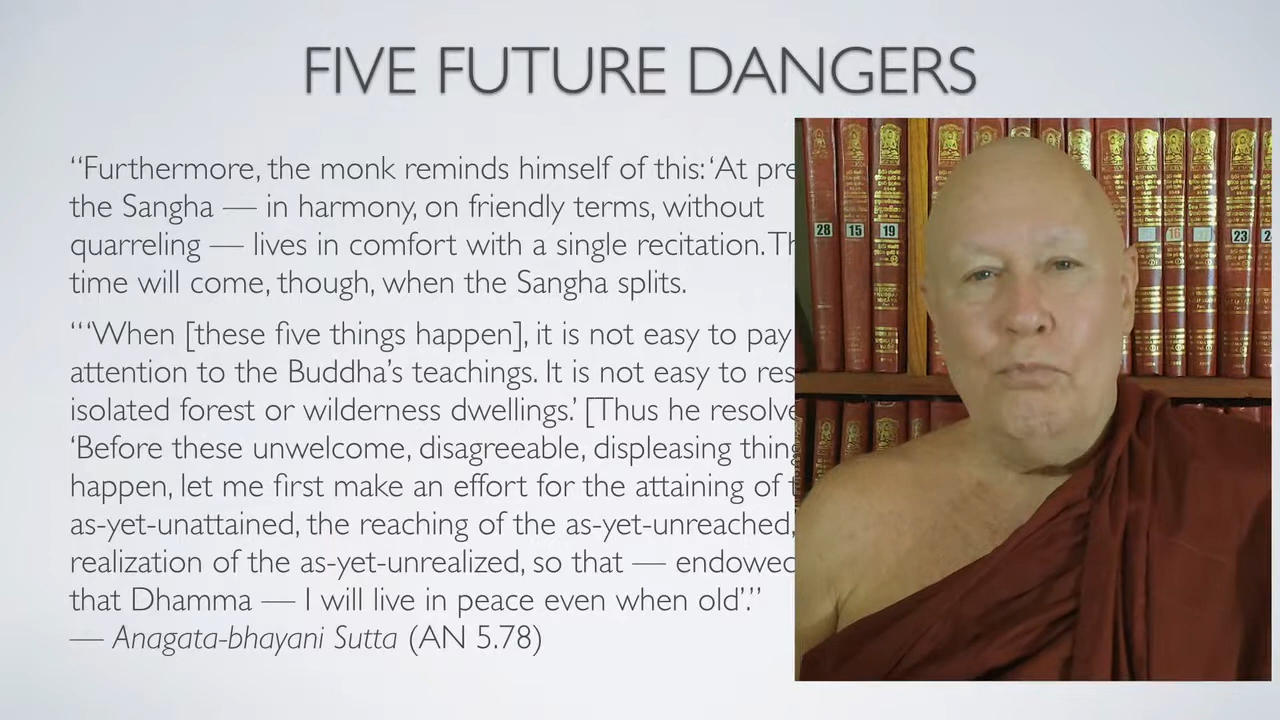 FIVE FUTURE DANGERS
“Furthermore, the monk reminds himself of this: ‘At pre
the Sangha — in harmony, on friendly terms, without
quarreling — lives in comfort with a single recitation. Th
time will come, though, when the Sangha splits.
“‘When [these five things happen], it is not easy to pay
attention to the Buddha’s teachings. It is not easy to res
isolated forest or wilderness dwellings.’ [Thus he resolve
‘Before these unwelcome, disagreeable, displeasing thing
happen, let me first make an effort for the attaining of t
as-yet-unattained, the reaching of the as-yet-unreached,
realization of the as-yet-unrealized, so that — endowed
that Dhamma — I will live in peace even when old’.”
— Anagata-bhayani Sutta (AN 5.78)
28 15 19 16 23